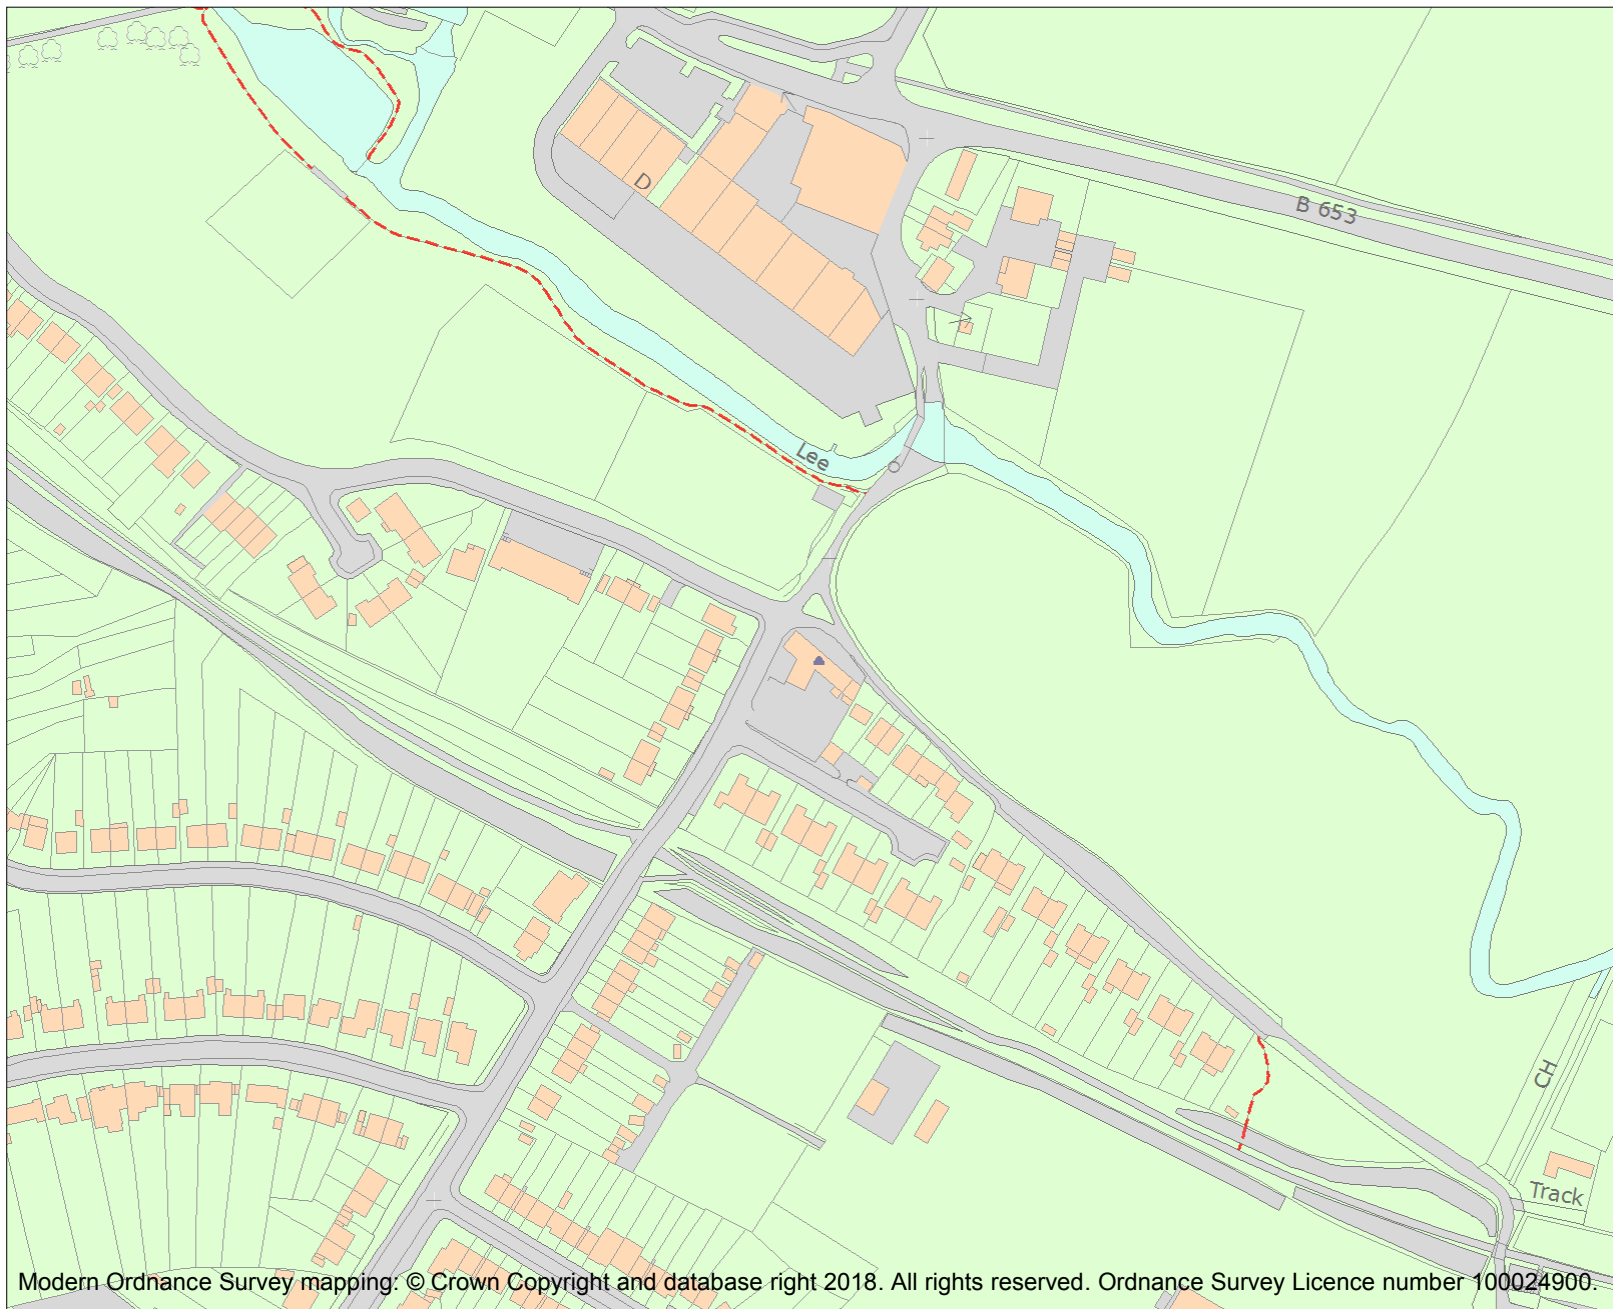 D
B 653
Lee
CH
Track
Modern Ordnance Survey mapping: © Crown Copyright and database right 2018. All rights reserved. Ordnance Survey Licence number 100024900.